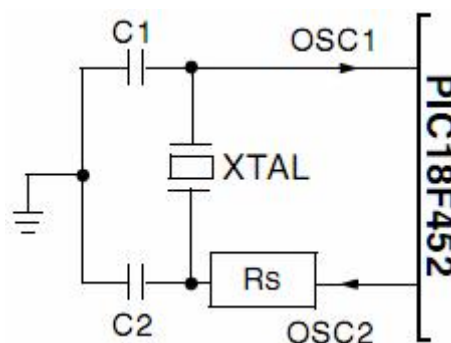 C1
OSC1
XTAL
PIC18F452
Rs
C2
OSC2